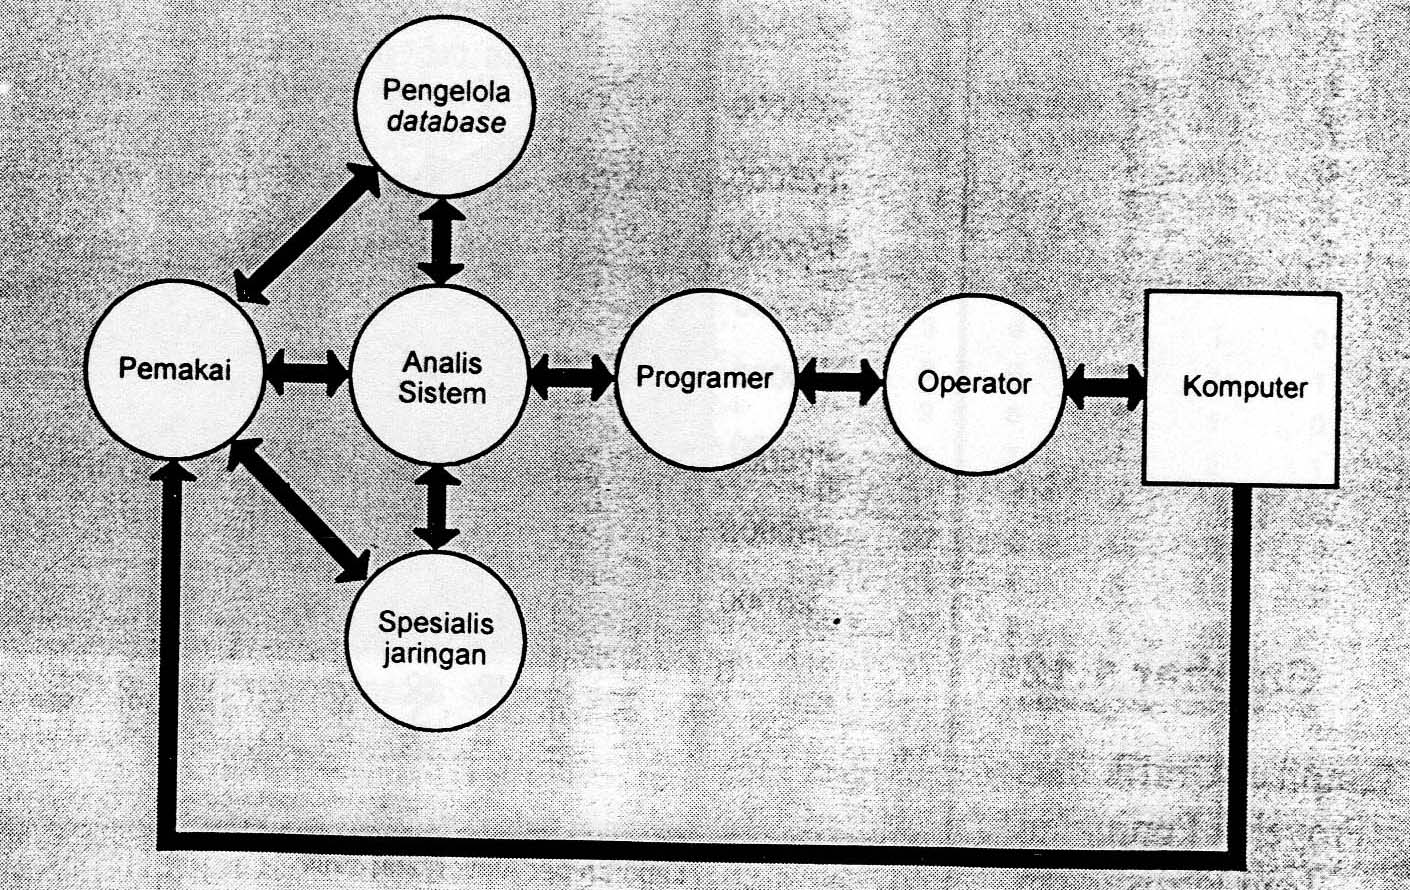 Pengelola
database
Pemakai
Analis
Sistem
Programer
Operator
Komputer
Spesialis
jaringan